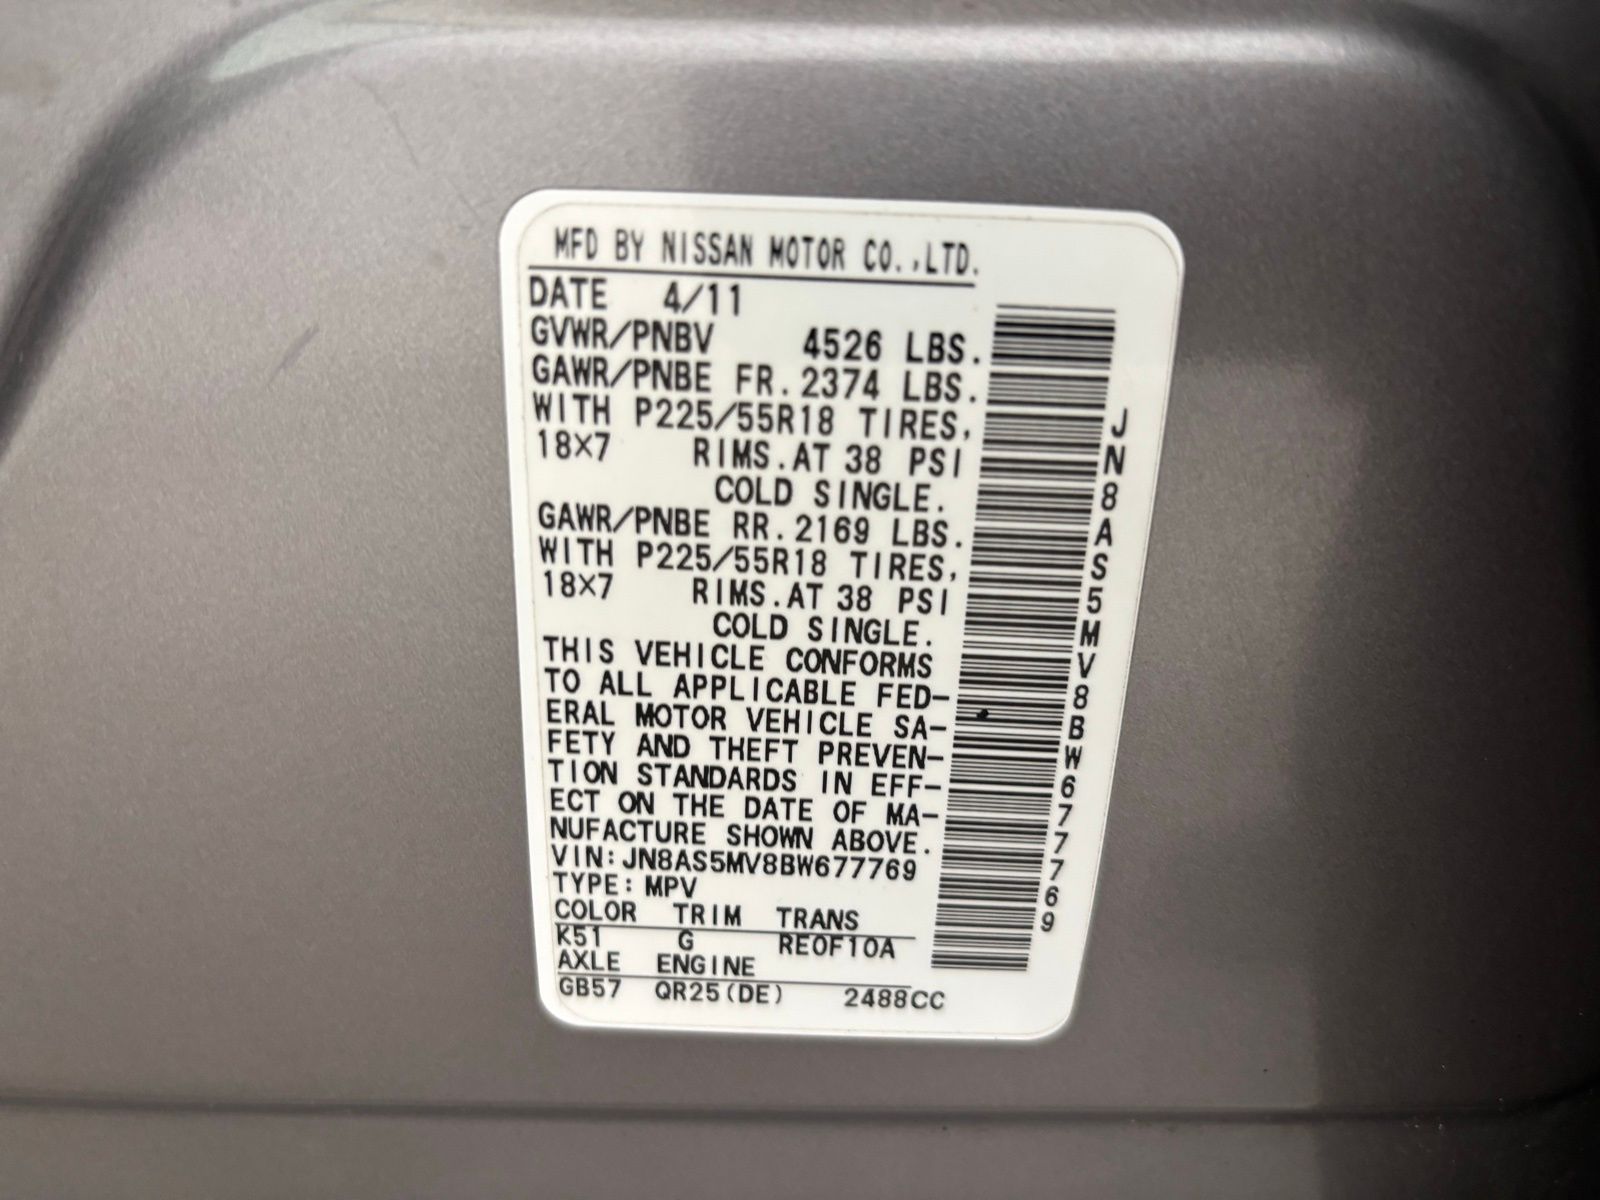 MFD BY NISSAN MOTOR CO.,LTD.
DATE 4/11
GVWR/PNBV 4526 LBS.
GAWR/PNBE FR.2374 LBS.
WITH P225/55R18 TIRES,
18×7 RIMS.AT 38 PSI
COLD SINGLE.
GAWR/PNBE RR.2169 LBS.
WITH P225/55R18 TIRES,
18×7 RIMS.AT 38 PSI
COLD SINGLE.
THIS VEHICLE CONFORMS
TO ALL APPLICABLE FED-
ERAL MOTOR VEHICLE SA-
FETY AND THEFT PREVEN-
TION STANDARDS IN EFF-
ECT ON THE DATE OF MA-
NUFACTURE SHOWN ABOVE.
VIN:JN8AS5MV8BW677769
TYPE:MPV
COLOR TRIM TRANS
K51 G RE0F10A
AXLE ENGINE
GB57 QR25(DE) 2488CC
JN8AS5MV8BW677769